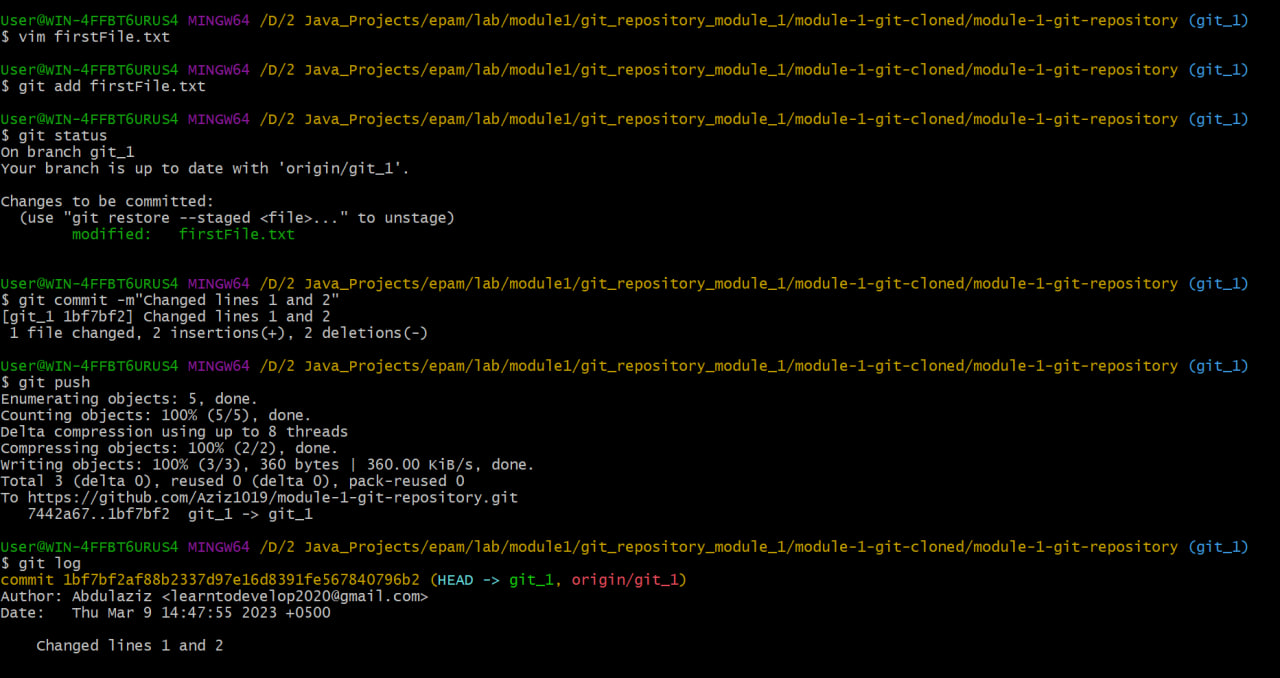 User@WIN-4FFBT6URUS4 MINGW64 /D/2 Java_Projects/epam/lab/module1/git_repository_module_1/module-1-git-cloned/module-1-git-repository (git_1)
$ vim firstFile.txt

User@WIN-4FFBT6URUS4 MINGW64 /D/2 Java_Projects/epam/lab/module1/git_repository_module_1/module-1-git-cloned/module-1-git-repository (git_1)
$ git add firstFile.txt

User@WIN-4FFBT6URUS4 MINGW64 /D/2 Java_Projects/epam/lab/module1/git_repository_module_1/module-1-git-cloned/module-1-git-repository (git_1)
$ git status
On branch git_1
Your branch is up to date with 'origin/git_1'.

Changes to be committed:
  (use "git restore --staged <file>..." to unstage)
        modified:   firstFile.txt


User@WIN-4FFBT6URUS4 MINGW64 /D/2 Java_Projects/epam/lab/module1/git_repository_module_1/module-1-git-cloned/module-1-git-repository (git_1)
$ git commit -m"Changed lines 1 and 2"
[git_1 1bf7bf2] Changed lines 1 and 2
 1 file changed, 2 insertions(+), 2 deletions(-)

User@WIN-4FFBT6URUS4 MINGW64 /D/2 Java_Projects/epam/lab/module1/git_repository_module_1/module-1-git-cloned/module-1-git-repository (git_1)
$ git push
Enumerating objects: 5, done.
Counting objects: 100% (5/5), done.
Delta compression using up to 8 threads
Compressing objects: 100% (2/2), done.
Writing objects: 100% (3/3), 360 bytes | 360.00 KiB/s, done.
Total 3 (delta 0), reused 0 (delta 0), pack-reused 0
To https://github.com/Aziz1019/module-1-git-repository.git
   7442a67..1bf7bf2  git_1 -> git_1

User@WIN-4FFBT6URUS4 MINGW64 /D/2 Java_Projects/epam/lab/module1/git_repository_module_1/module-1-git-cloned/module-1-git-repository (git_1)
$ git log
commit 1bf7bf2af88b2337d97e16d8391fe567840796b2 (HEAD -> git_1, origin/git_1)
Author: Abdulaziz <learntodevelop2020@gmail.com>
Date:   Thu Mar 9 14:47:55 2023 +0500

    Changed lines 1 and 2